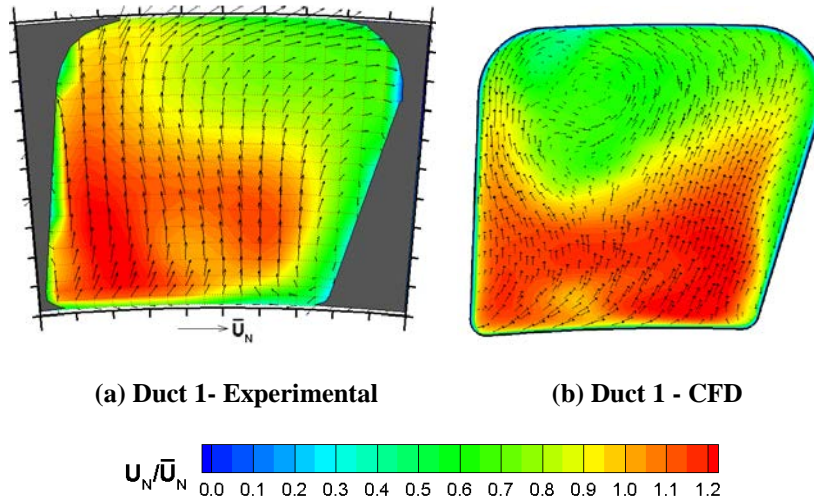 Ū_N
(a) Duct 1- Experimental
(b) Duct 1 - CFD
U_N/Ū_N
0.0 0.1 0.2 0.3 0.4 0.5 0.6 0.7 0.8 0.9 1.0 1.1 1.2